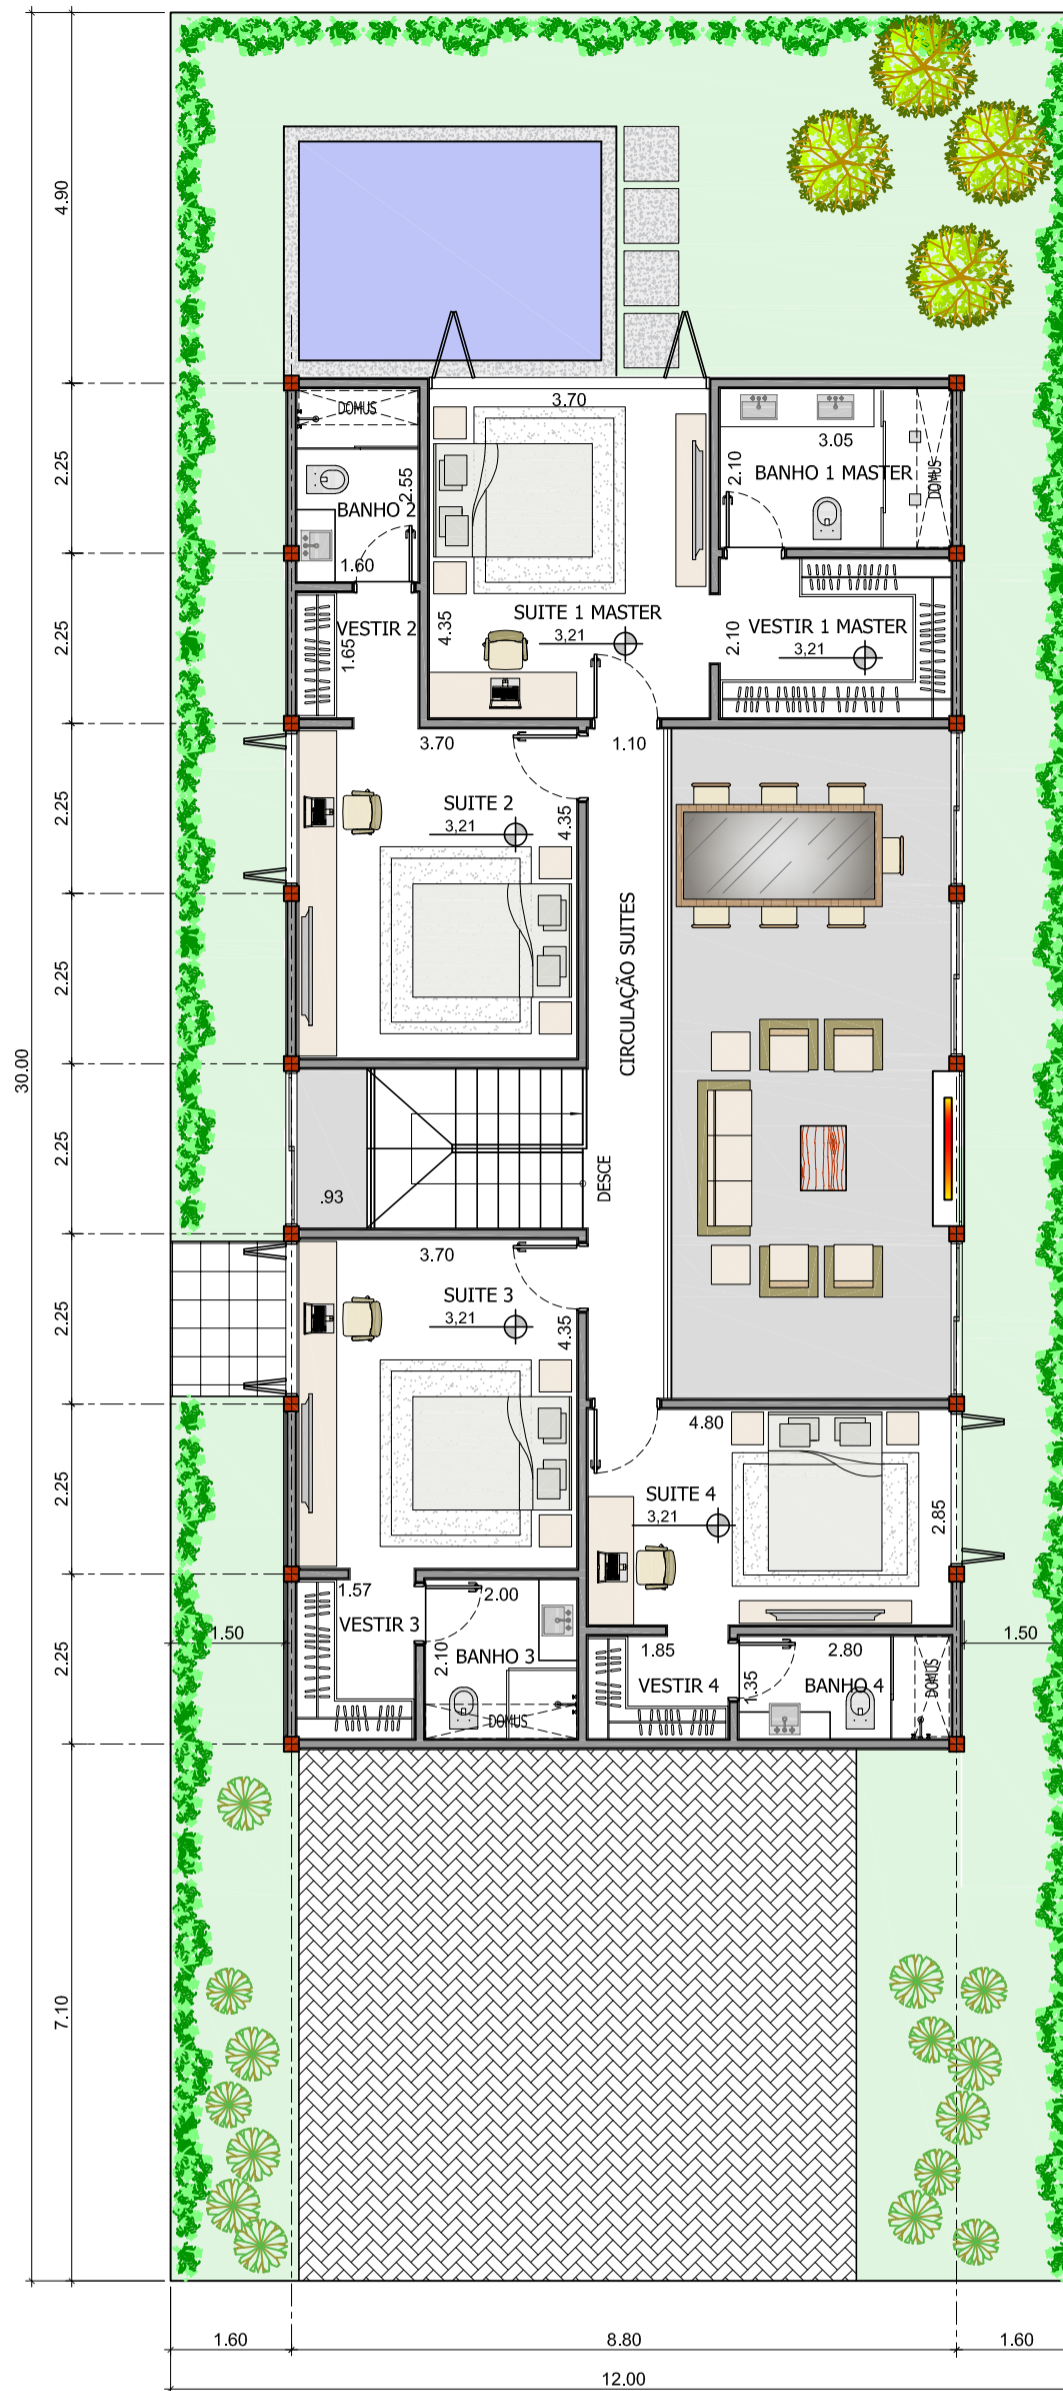 4.90
2.25
2.25
2.25
2.25
2.25
2.25
2.25
2.25
7.10
30.00
DOMUS
2.55
BANHO 2
1.60
3.70
3.05
2.10
BANHO 1 MASTER
DOMUS
VESTIR 2
1.65
4.35
SUITE 1 MASTER
3,21
2.10
VESTIR 1 MASTER
3,21
3.70
1.10
SUITE 2
3,21
4.35
CIRCULAÇÃO SUITES
.93
DESCE
3.70
SUITE 3
3,21
4.35
4.80
SUITE 4
3,21
2.85
1.57
2.00
VESTIR 3
2.10
BANHO 3
DOMUS
1.50
1.85
2.80
VESTIR 4
1.35
BANHO 4
DOMUS
1.50
1.60
8.80
1.60
12.00